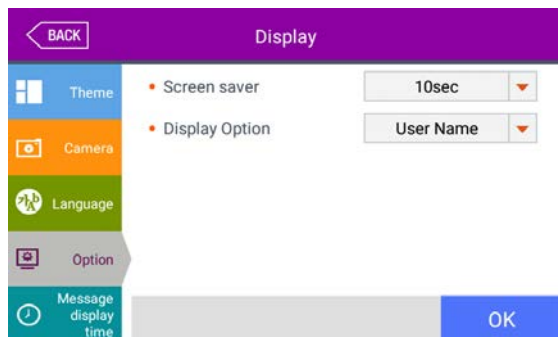 BACK
Display
Theme
Camera
Language
Option
Message
display
time
Screen saver
10sec
Display Option
User Name
OK